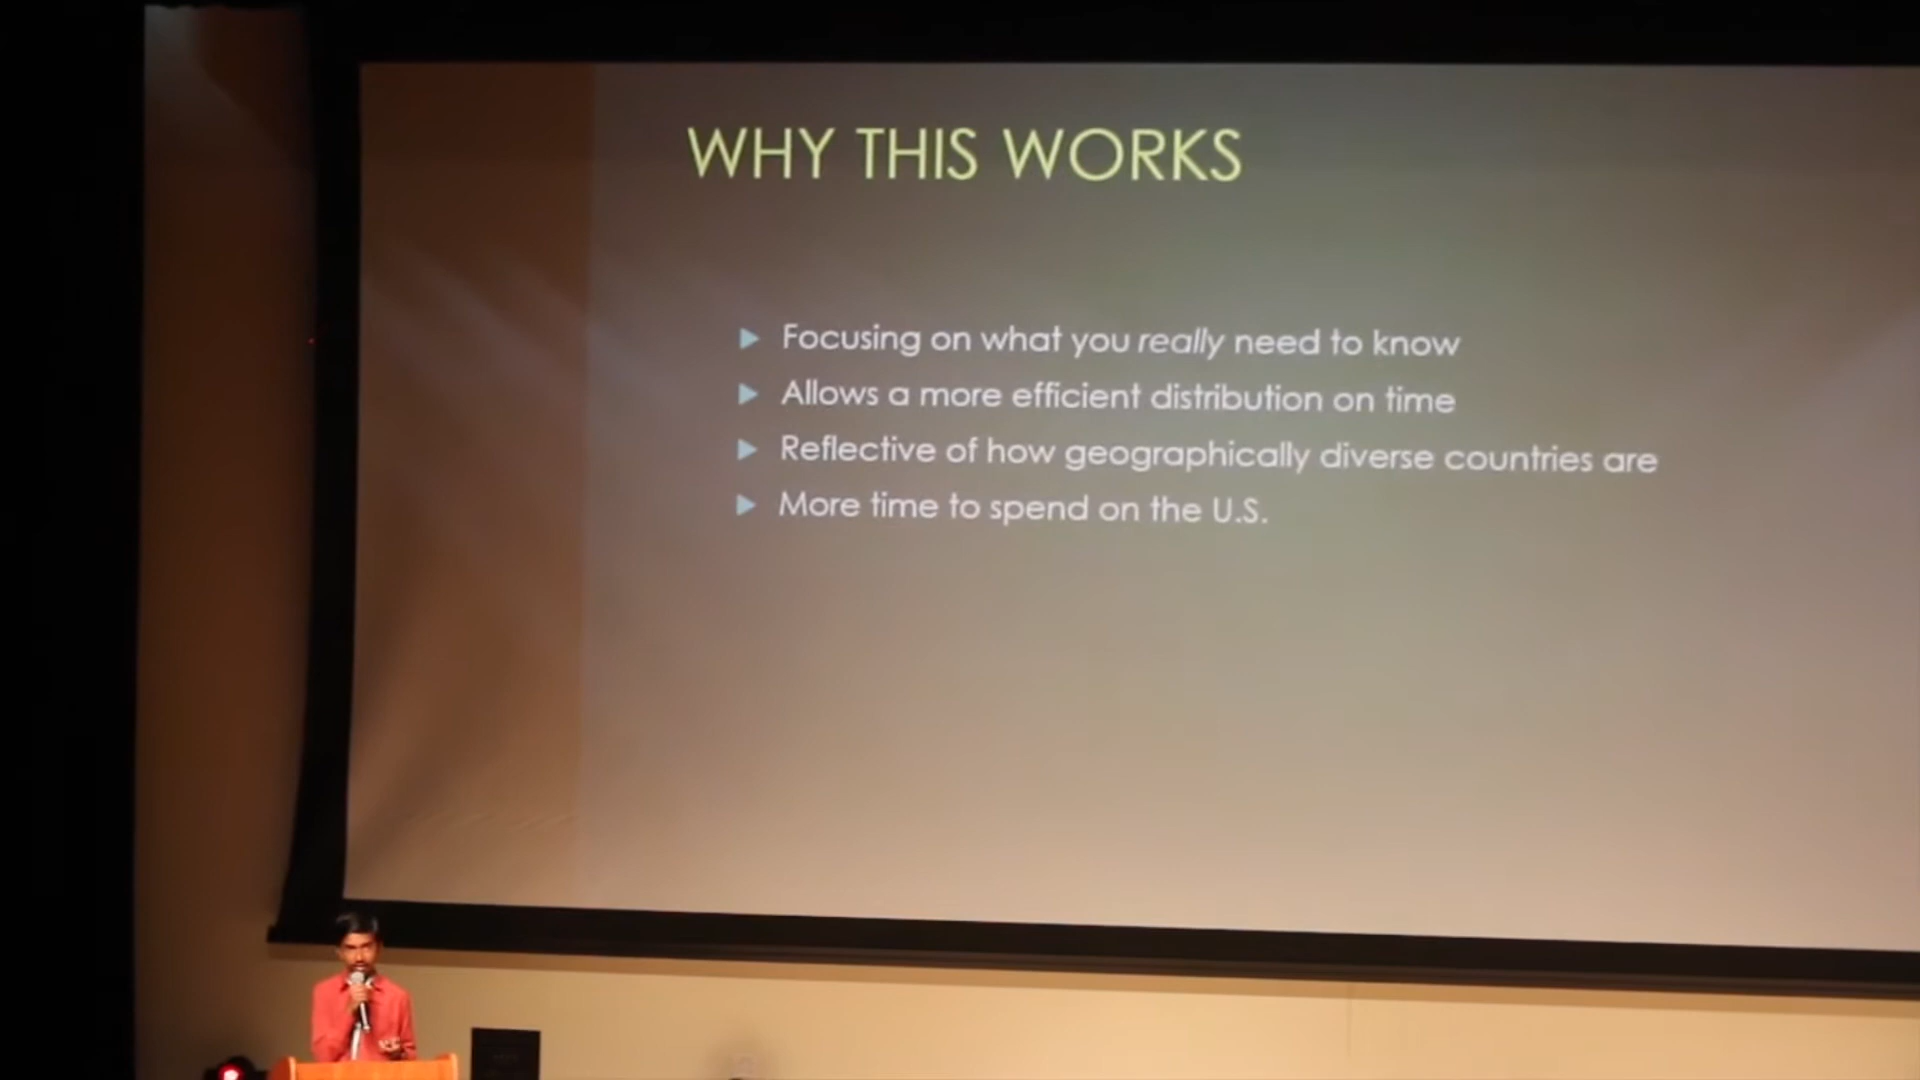 WHY THIS WORKS
Focusing on what you really need to know
Allows a more efficient distribution on time
Reflective of how geographically diverse countries are
More time to spend on the U.S.